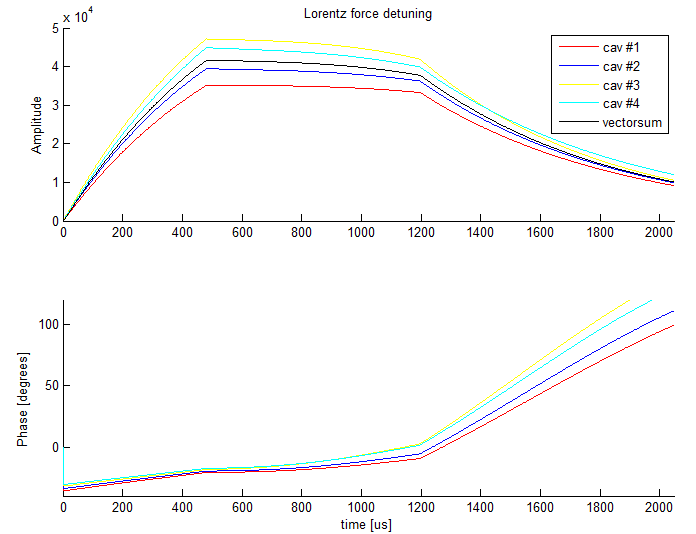 Lorentz force detuning
x 10^4
5
4
3
2
1
0
Amplitude
cav #1
cav #2
cav #3
cav #4
vectorsum
0 200 400 600 800 1000 1200 1400 1600 1800 2000
100
50
0
Phase [degrees]
0 200 400 600 800 1000 1200 1400 1600 1800 2000
time [us]